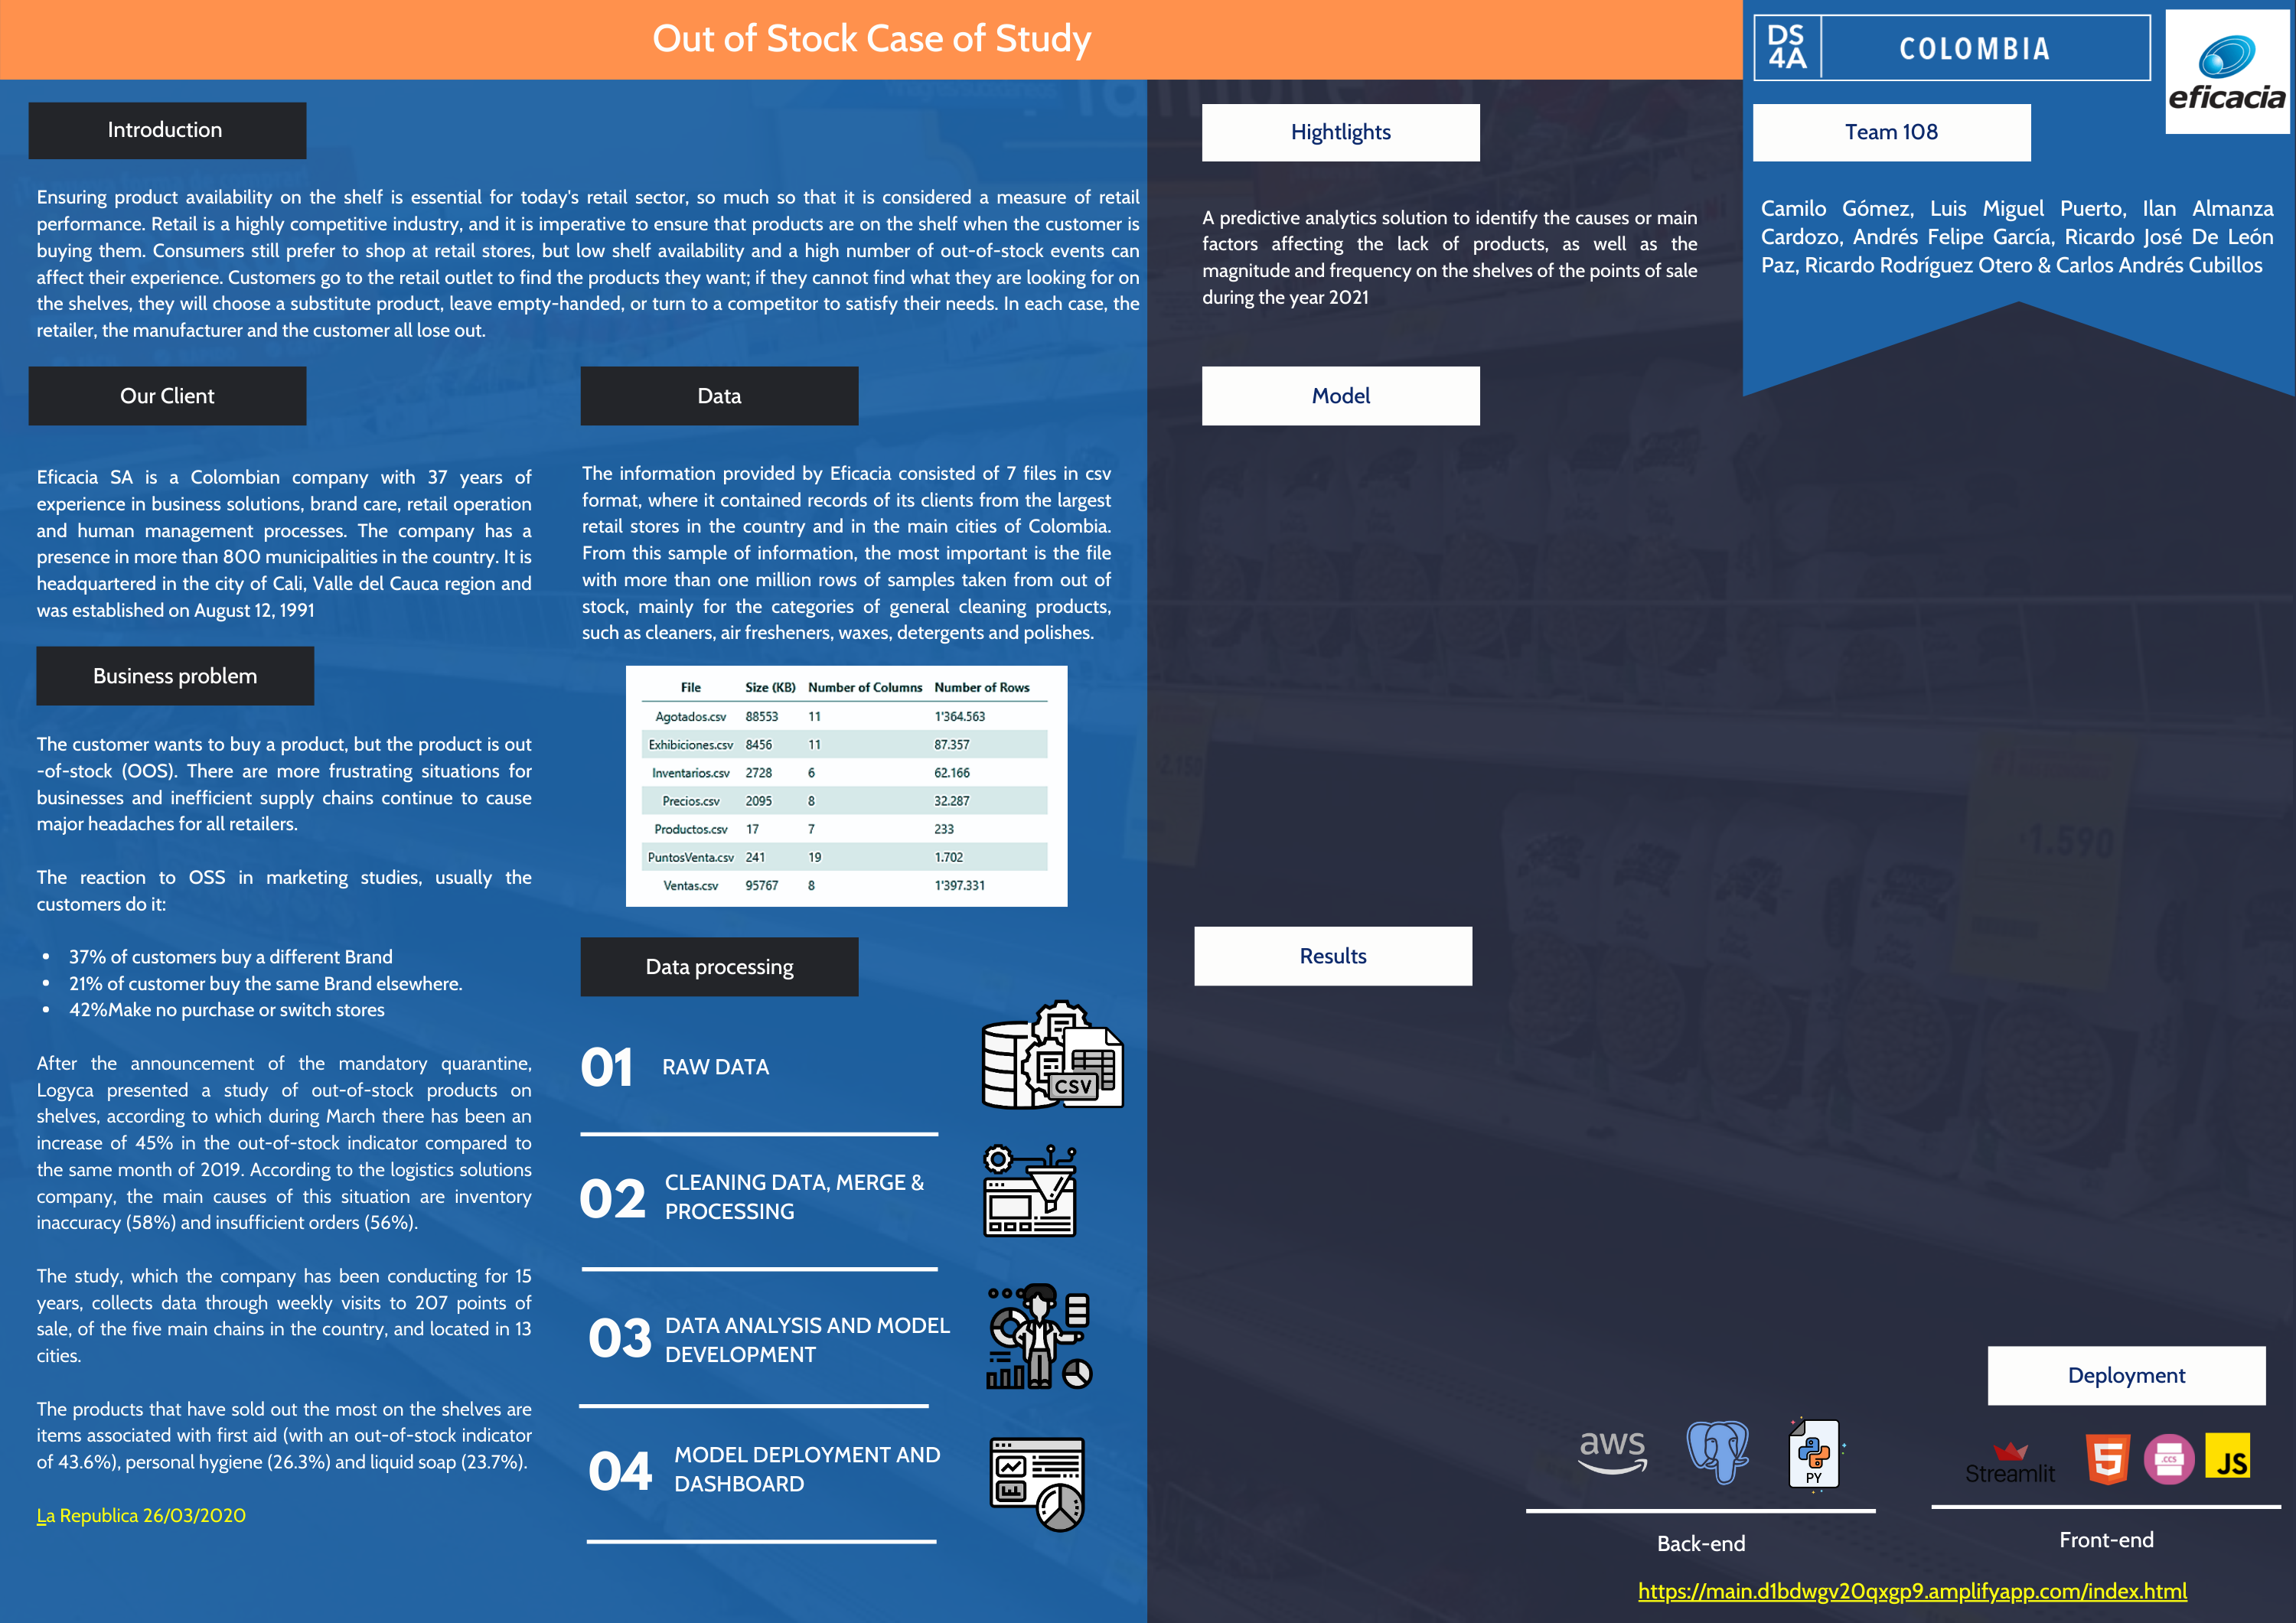 Out of Stock Case of Study
DS
4A
COLOMBIA
eficacia
Introduction
Ensuring product availability on the shelf is essential for today's retail sector, so much so that it is considered a measure of retail
performance. Retail is a highly competitive industry, and it is imperative to ensure that products are on the shelf when the customer is
buying them. Consumers still prefer to shop at retail stores, but low shelf availability and a high number of out-of-stock events can
affect their experience. Customers go to the retail outlet to find the products they want; if they cannot find what they are looking for on
the shelves, they will choose a substitute product, leave empty-handed, or turn to a competitor to satisfy their needs. In each case, the
retailer, the manufacturer and the customer all lose out.
Our Client
Eficacia SA is a Colombian company with 37 years of
experience in business solutions, brand care, retail operation
and human management processes. The company has a
presence in more than 800 municipalities in the country. It is
headquartered in the city of Cali, Valle del Cauca region and
was established on August 12, 1991
Business problem
The customer wants to buy a product, but the product is out
-of-stock (OOS). There are more frustrating situations for
businesses and inefficient supply chains continue to cause
major headaches for all retailers.
The reaction to OSS in marketing studies, usually the
customers do it:
• 37% of customers buy a different Brand
• 21% of customer buy the same Brand elsewhere.
• 42%Make no purchase or switch stores
After the announcement of the mandatory quarantine,
Logyca presented a study of out-of-stock products on
shelves, according to which during March there has been an
increase of 45% in the out-of-stock indicator compared to
the same month of 2019. According to the logistics solutions
company, the main causes of this situation are inventory
inaccuracy (58%) and insufficient orders (56%).
The study, which the company has been conducting for 15
years, collects data through weekly visits to 207 points of
sale, of the five main chains in the country, and located in 13
cities.
The products that have sold out the most on the shelves are
items associated with first aid (with an out-of-stock indicator
of 43.6%), personal hygiene (26.3%) and liquid soap (23.7%).
La Republica 26/03/2020
Data
The information provided by Eficacia consisted of 7 files in csv
format, where it contained records of its clients from the largest
retail stores in the country and in the main cities of Colombia.
From this sample of information, the most important is the file
with more than one million rows of samples taken from out of
stock, mainly for the categories of general cleaning products,
such as cleaners, air fresheners, waxes, detergents and polishes.
File Size (KB) Number of Columns Number of Rows
Agotados.csv 88553 11 1'364.563
Exhibiciones.csv 8456 11 87.357
Inventarios.csv 2728 6 62.166
Precios.csv 2095 8 32.287
Productos.csv 17 7 233
PuntosVenta.csv 241 19 1.702
Ventas.csv 95767 8 1'397.331
Data processing
01 RAW DATA
CSV
02 CLEANING DATA, MERGE &
PROCESSING
03 DATA ANALYSIS AND MODEL
DEVELOPMENT
04 MODEL DEPLOYMENT AND
DASHBOARD
Hightlights
A predictive analytics solution to identify the causes or main
factors affecting the lack of products, as well as the
magnitude and frequency on the shelves of the points of sale
during the year 2021
Team 108
Camilo Gómez, Luis Miguel Puerto, Ilan Almanza
Cardozo, Andrés Felipe García, Ricardo José De León
Paz, Ricardo Rodríguez Otero & Carlos Andrés Cubillos
Model
2.150
1.590
Results
Deployment
aws
PY
Streamlit
5
.CCS
JS
Back-end
Front-end
https://main.d1bdwgv20qxgp9.amplifyapp.com/index.html